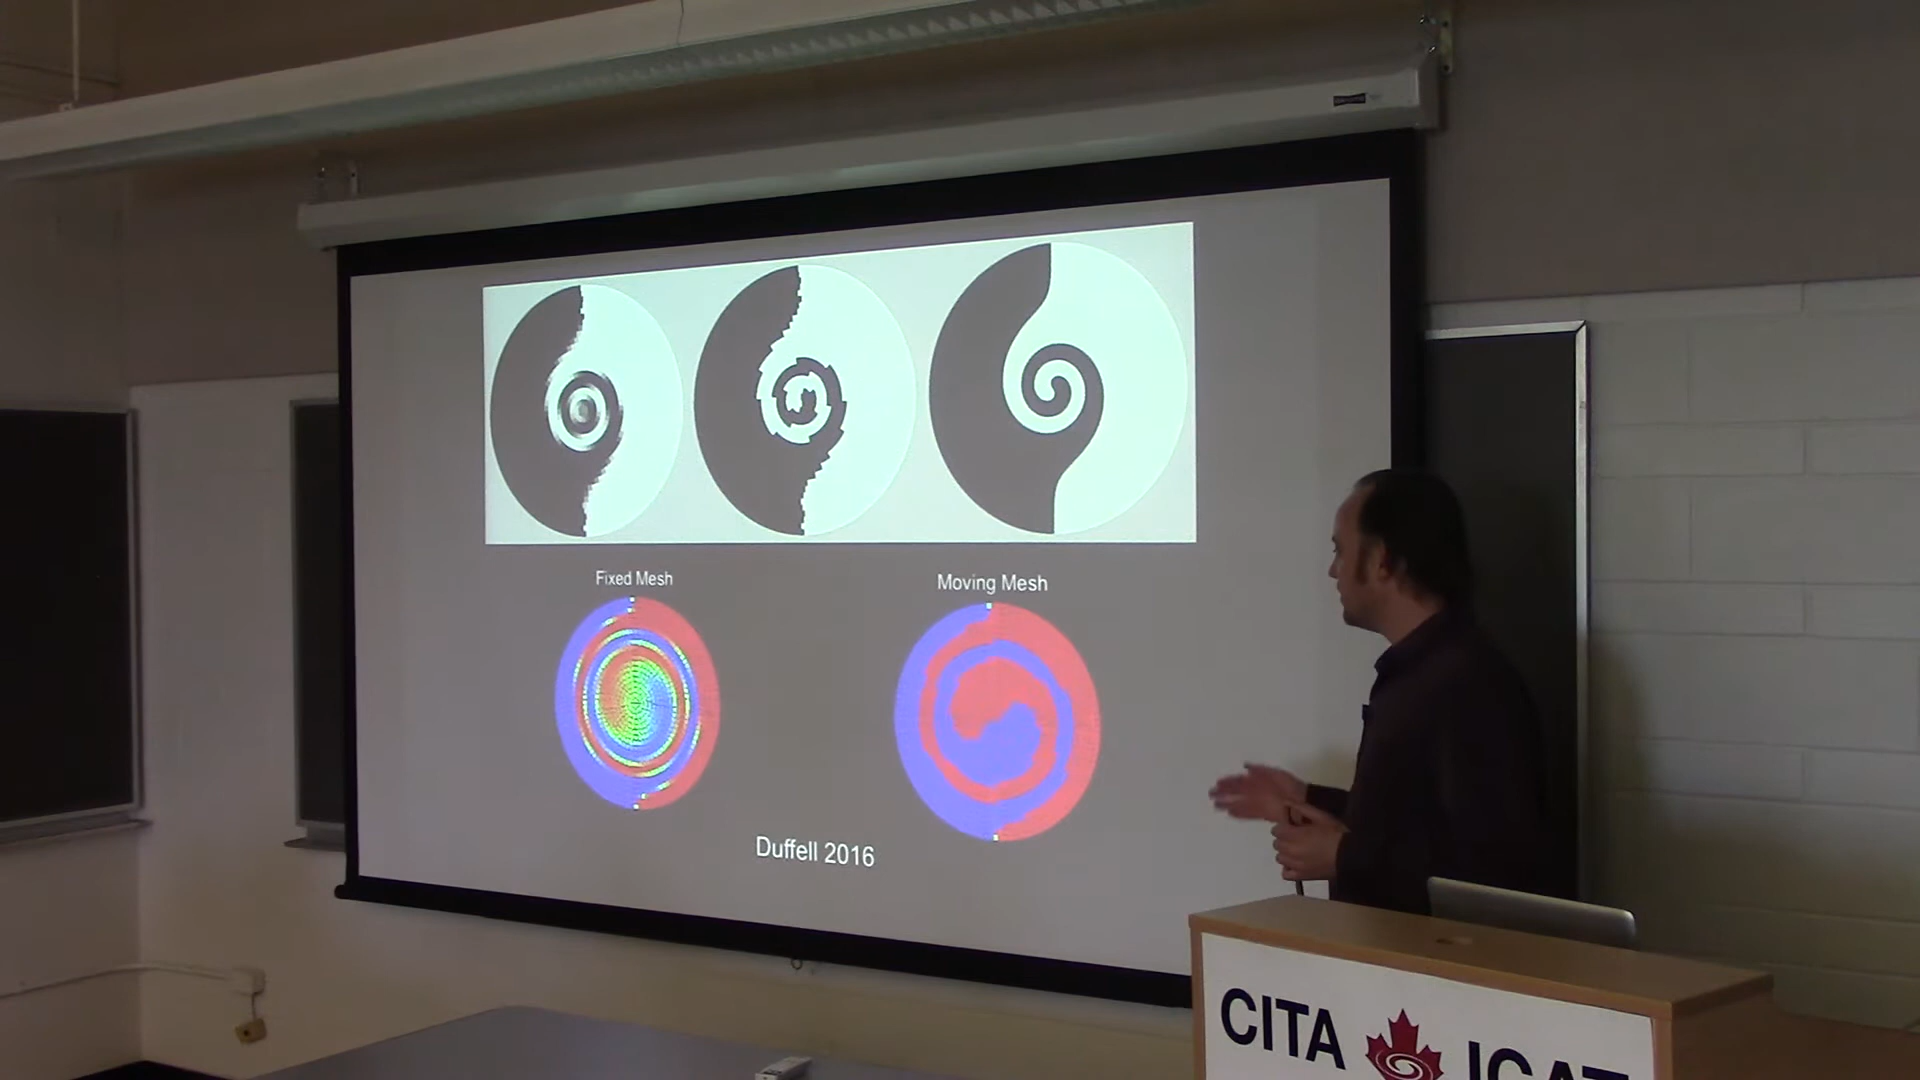 Fixed Mesh
Moving Mesh
Duffell 2016
CITA
ICAT